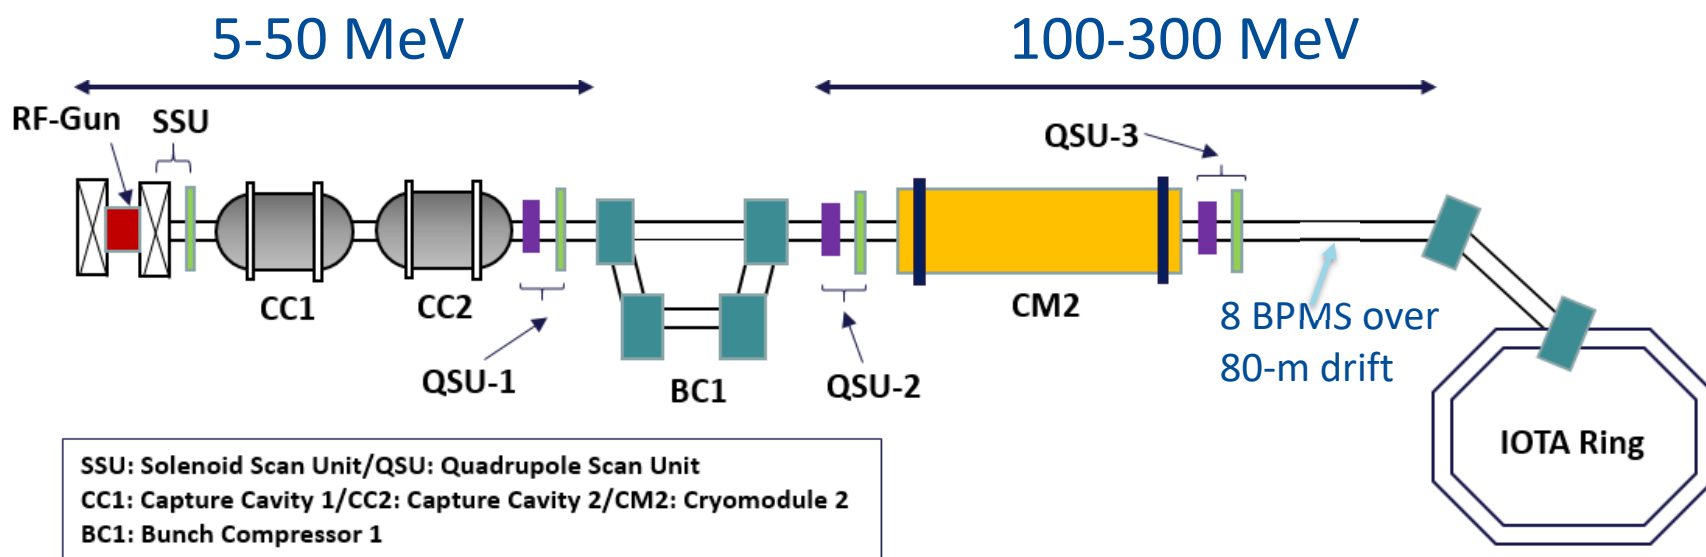 5-50 MeV
100-300 MeV
RF-Gun
SSU
QSU-3
CC1
CC2
CM2
8 BPMS over
80-m drift
QSU-1
BC1
QSU-2
IOTA Ring
SSU: Solenoid Scan Unit/QSU: Quadrupole Scan Unit
CC1: Capture Cavity 1/CC2: Capture Cavity 2/CM2: Cryomodule 2
BC1: Bunch Compressor 1